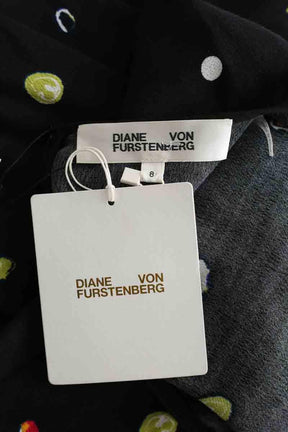 DIANE VON
FURSTENBERG
8
DIANE VON
FURSTENBERG